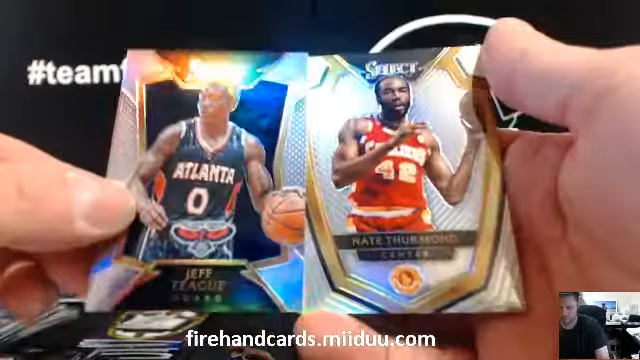 #teamf
SELECT
ATLANTA
0
42
JEFF
TEAGUE
GUARD
NATE THURMOND
CENTER
firehandcards.miiduu.com